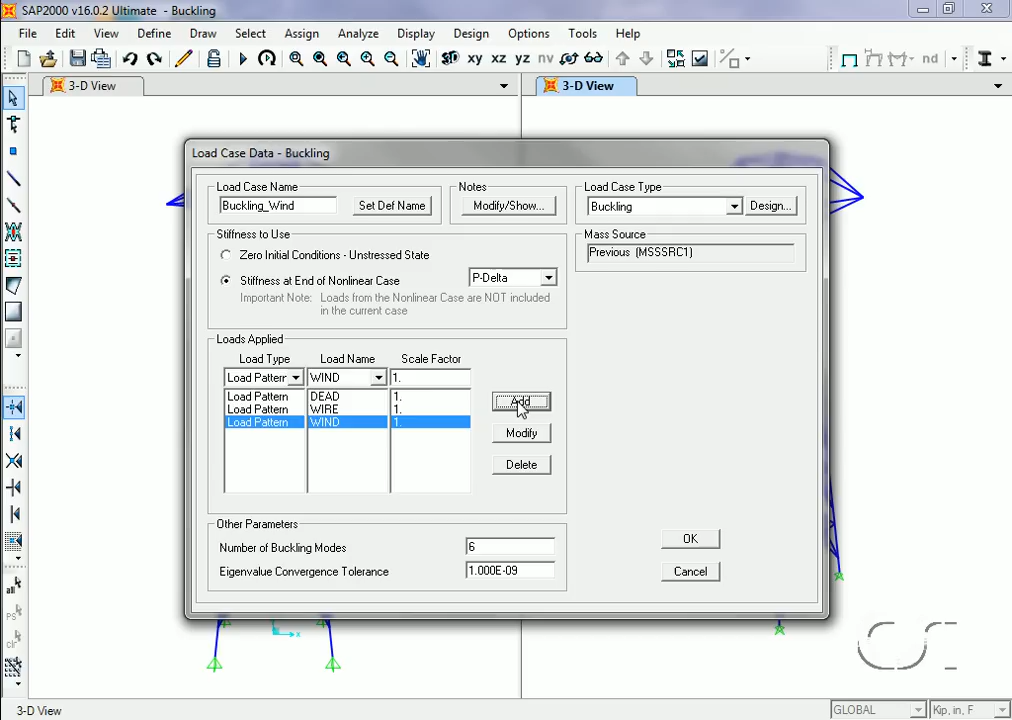 SAP2000 v16.0.2 Ultimate - Buckling
File Edit View Define Draw Select Assign Analyze Display Design Options Tools Help
3D xy xz yz nv nd
3-D View
3-D View
Load Case Data - Buckling
Load Case Name
Notes
Load Case Type
Buckling_Wind
Set Def Name
Modify/Show...
Buckling
Design...
Stiffness to Use
Mass Source
Zero Initial Conditions - Unstressed State
Previous (MSSSRC1)
Stiffness at End of Nonlinear Case
P-Delta
Important Note: Loads from the Nonlinear Case are NOT included
in the current case
Loads Applied
Load Type Load Name Scale Factor
Load Pattern WIND 1.
Load Pattern DEAD 1.
Load Pattern WIRE 1.
Load Pattern WIND 1.
Add
Modify
Delete
Other Parameters
Number of Buckling Modes 6
Eigenvalue Convergence Tolerance 1.000E-09
OK
Cancel
all
PS
clr
x
CSI
3-D View
GLOBAL
Kip, in, F